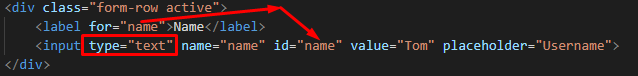 <div class="form-row active">
<label for="name">Name</label>
<input type="text" name="name" id="name" value="Tom" placeholder="Username">
</div>